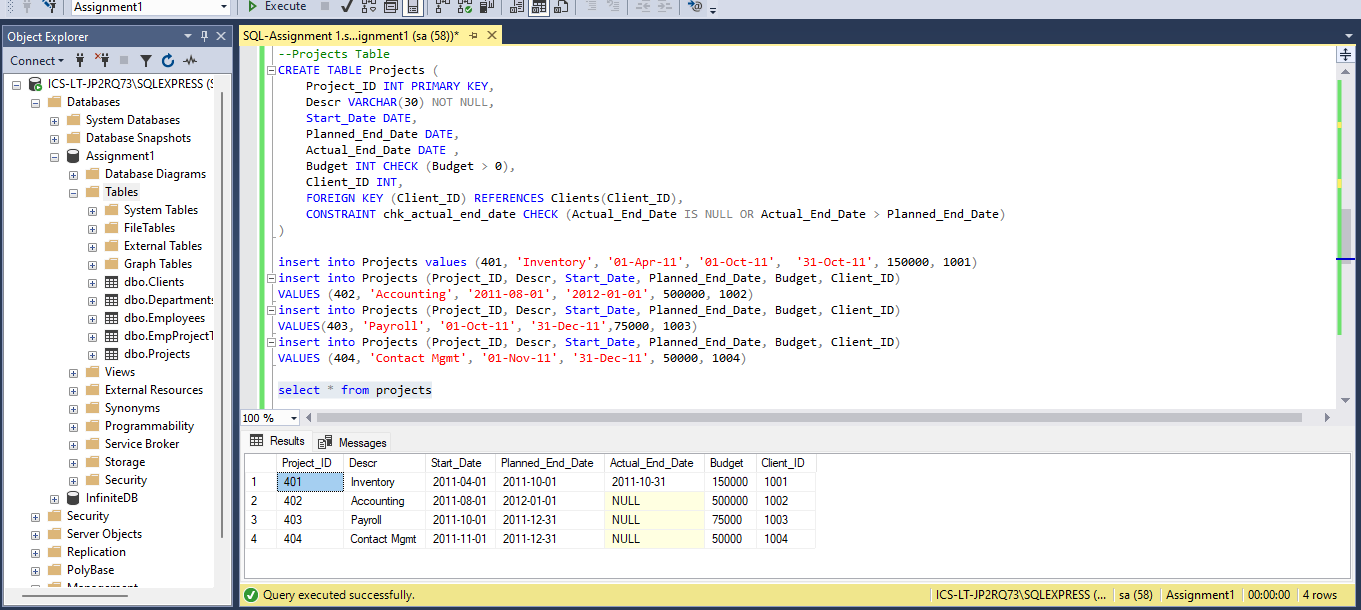 Assignment1
Execute
Object Explorer
SQL-Assignment 1.s...ignment1 (sa (58))*
Connect
ICS-LT-JP2RQ73\SQLEXPRESS (S
Databases
System Databases
Database Snapshots
Assignment1
Database Diagrams
Tables
System Tables
FileTables
External Tables
Graph Tables
dbo.Clients
dbo.Departments
dbo.Employees
dbo.EmpProjectT
dbo.Projects
Views
External Resources
Synonyms
Programmability
Service Broker
Storage
Security
InfiniteDB
Security
Server Objects
Replication
PolyBase
Management
--Projects Table
CREATE TABLE Projects (
Project_ID INT PRIMARY KEY,
Descr VARCHAR(30) NOT NULL,
Start_Date DATE,
Planned_End_Date DATE,
Actual_End_Date DATE ,
Budget INT CHECK (Budget > 0),
Client_ID INT,
FOREIGN KEY (Client_ID) REFERENCES Clients(Client_ID),
CONSTRAINT chk_actual_end_date CHECK (Actual_End_Date IS NULL OR Actual_End_Date > Planned_End_Date)
)
insert into Projects values (401, 'Inventory', '01-Apr-11', '01-Oct-11',  '31-Oct-11', 150000, 1001)
insert into Projects (Project_ID, Descr, Start_Date, Planned_End_Date, Budget, Client_ID)
VALUES (402, 'Accounting', '2011-08-01', '2012-01-01', 500000, 1002)
insert into Projects (Project_ID, Descr, Start_Date, Planned_End_Date, Budget, Client_ID)
VALUES(403, 'Payroll', '01-Oct-11', '31-Dec-11',75000, 1003)
insert into Projects (Project_ID, Descr, Start_Date, Planned_End_Date, Budget, Client_ID)
VALUES (404, 'Contact Mgmt', '01-Nov-11', '31-Dec-11', 50000, 1004)
select * from projects
100 %
Results Messages
Project_ID Descr Start_Date Planned_End_Date Actual_End_Date Budget Client_ID
1 401 Inventory 2011-04-01 2011-10-01 2011-10-31 150000 1001
2 402 Accounting 2011-08-01 2012-01-01 NULL 500000 1002
3 403 Payroll 2011-10-01 2011-12-31 NULL 75000 1003
4 404 Contact Mgmt 2011-11-01 2011-12-31 NULL 50000 1004
Query executed successfully. ICS-LT-JP2RQ73\SQLEXPRESS (... sa (58) Assignment1 00:00:00 4 rows